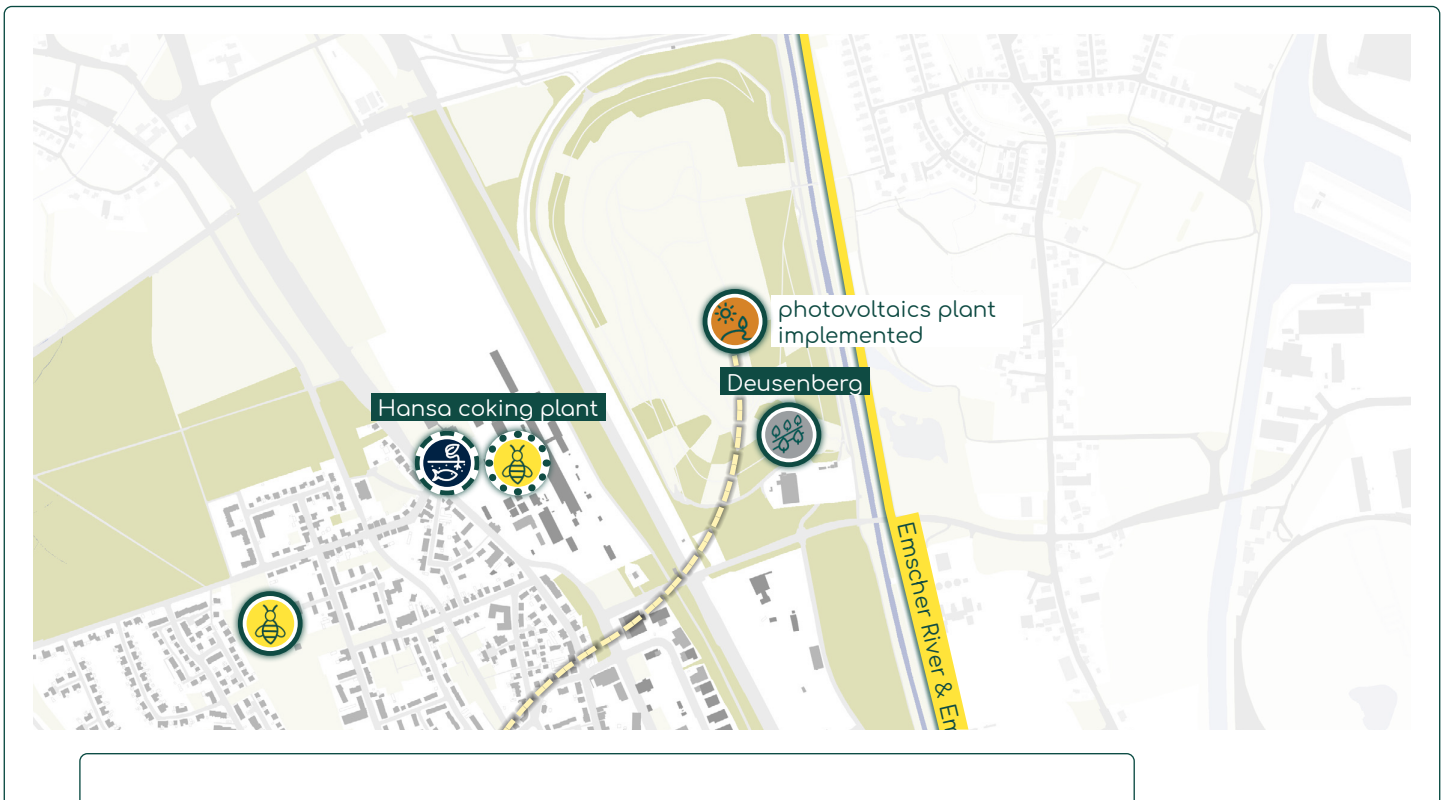 photovoltaics plant
implemented
Deusenberg
Hansa coking plant
Emscher River & Em